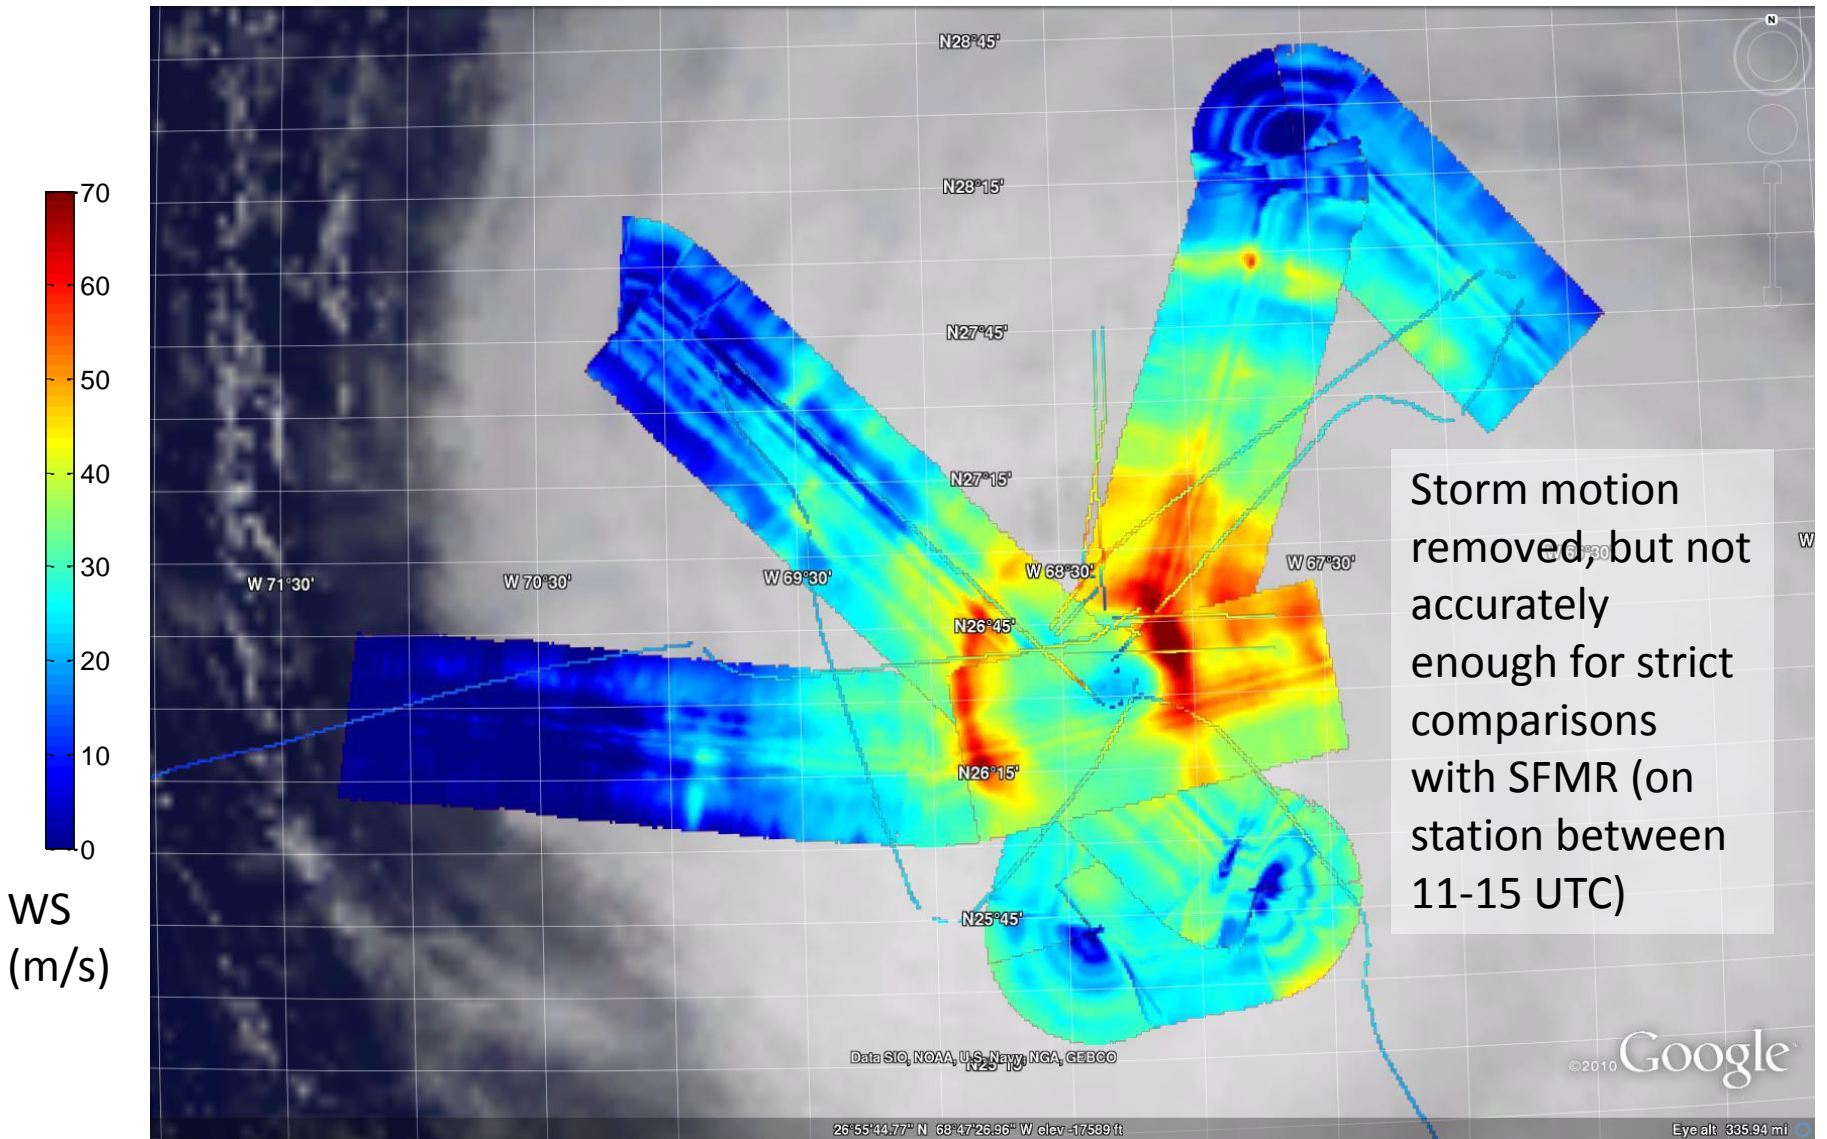 N
N28°45'
70
N28°15'
60
N27°45'
50
40
N27°15'
Storm motion
removed, but not
accurately
enough for strict
comparisons
with SFMR (on
station between
11-15 UTC)
30
W 71°30'
W 70°30'
W 69°30'
W 68°30'
W 67°30'
W
N26°45'
20
10
N26°15'
0
WS
(m/s)
N25°45'
Data SIO, NOAA, U.S. Navy, NGA, GEBCO
©2010 Google
26°55'44.77" N 68°47'26.96" W elev -17589 ft
Eye alt 335.94 mi